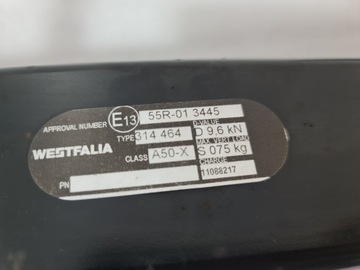 APPROVAL NUMBER E13 55R-01 3445
D-VALUE
TYPE 314 464 D 9.6 kN
MAX. VERT. LOAD
WESTFALIA CLASS A50-X S 075 kg
CHARGE
PN 11088217